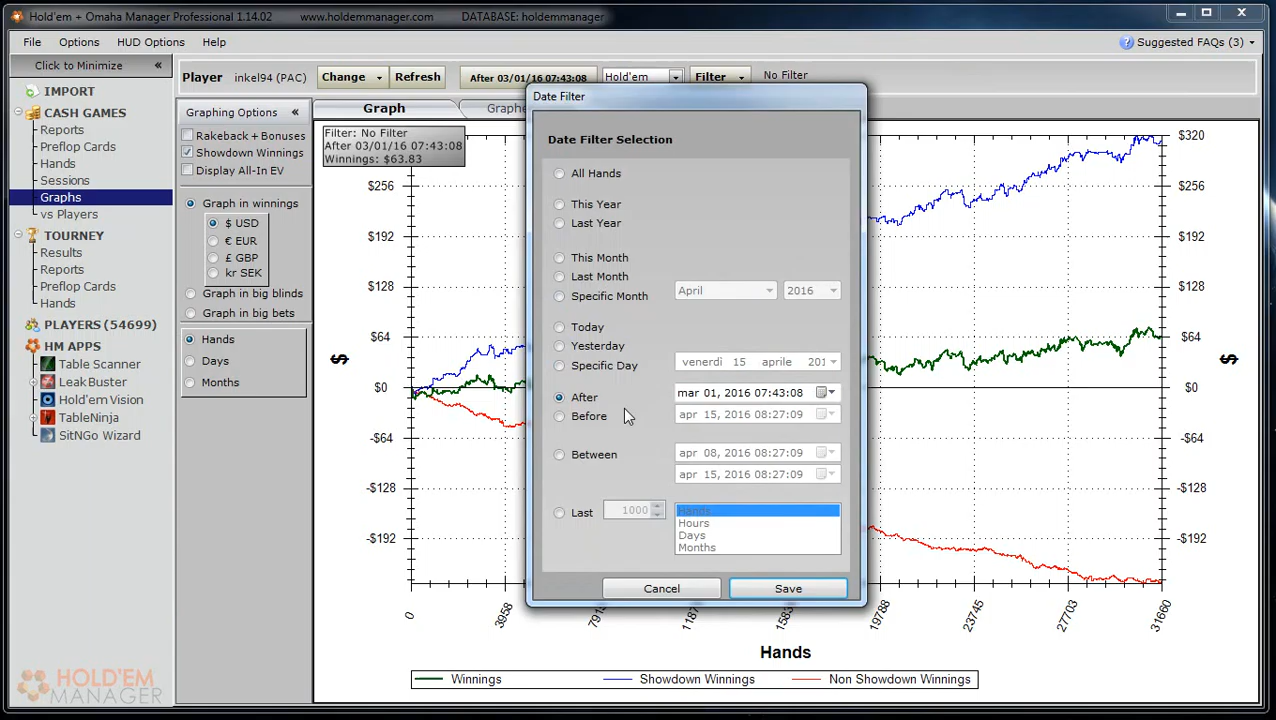 Hold'em + Omaha Manager Professional 1.14.02 www.holdemmanager.com DATABASE: holdemmanager
File Options HUD Options Help Suggested FAQs (3)
Click to Minimize «
Player inkel94 (PAC) Change Refresh After 03/01/16 07:43:08 Hold'em Filter No Filter
IMPORT
CASH GAMES
Reports
Preflop Cards
Hands
Sessions
Graphs
vs Players
TOURNEY
Results
Reports
Preflop Cards
Hands
PLAYERS (54699)
HM APPS
Table Scanner
LeakBuster
Hold'em Vision
TableNinja
SitNGo Wizard
HOLD'EM
MANAGER
Graphing Options «
Rakeback + Bonuses
Showdown Winnings
Display All-In EV
Graph in winnings
$ USD
€ EUR
£ GBP
kr SEK
Graph in big blinds
Graph in big bets
Hands
Days
Months
Graph
Graph
Filter: No Filter
After 03/01/16 07:43:08
Winnings: $63.83
$256
$192
$128
$64
$0
-$64
-$128
-$192
$
Date Filter
Date Filter Selection
All Hands
This Year
Last Year
This Month
Last Month
Specific Month April 2016
Today
Yesterday
Specific Day venerdì 15 aprile 201
After mar 01, 2016 07:43:08
Before apr 15, 2016 08:27:09
Between apr 08, 2016 08:27:09
apr 15, 2016 08:27:09
Last 1000 Hands
Hours
Days
Months
Cancel Save
$320
$256
$192
$128
$64
$0
-$64
-$128
-$192
$
0 3958 7915 1187 1583 19788 23745 27703 31660
Hands
Winnings Showdown Winnings Non Showdown Winnings